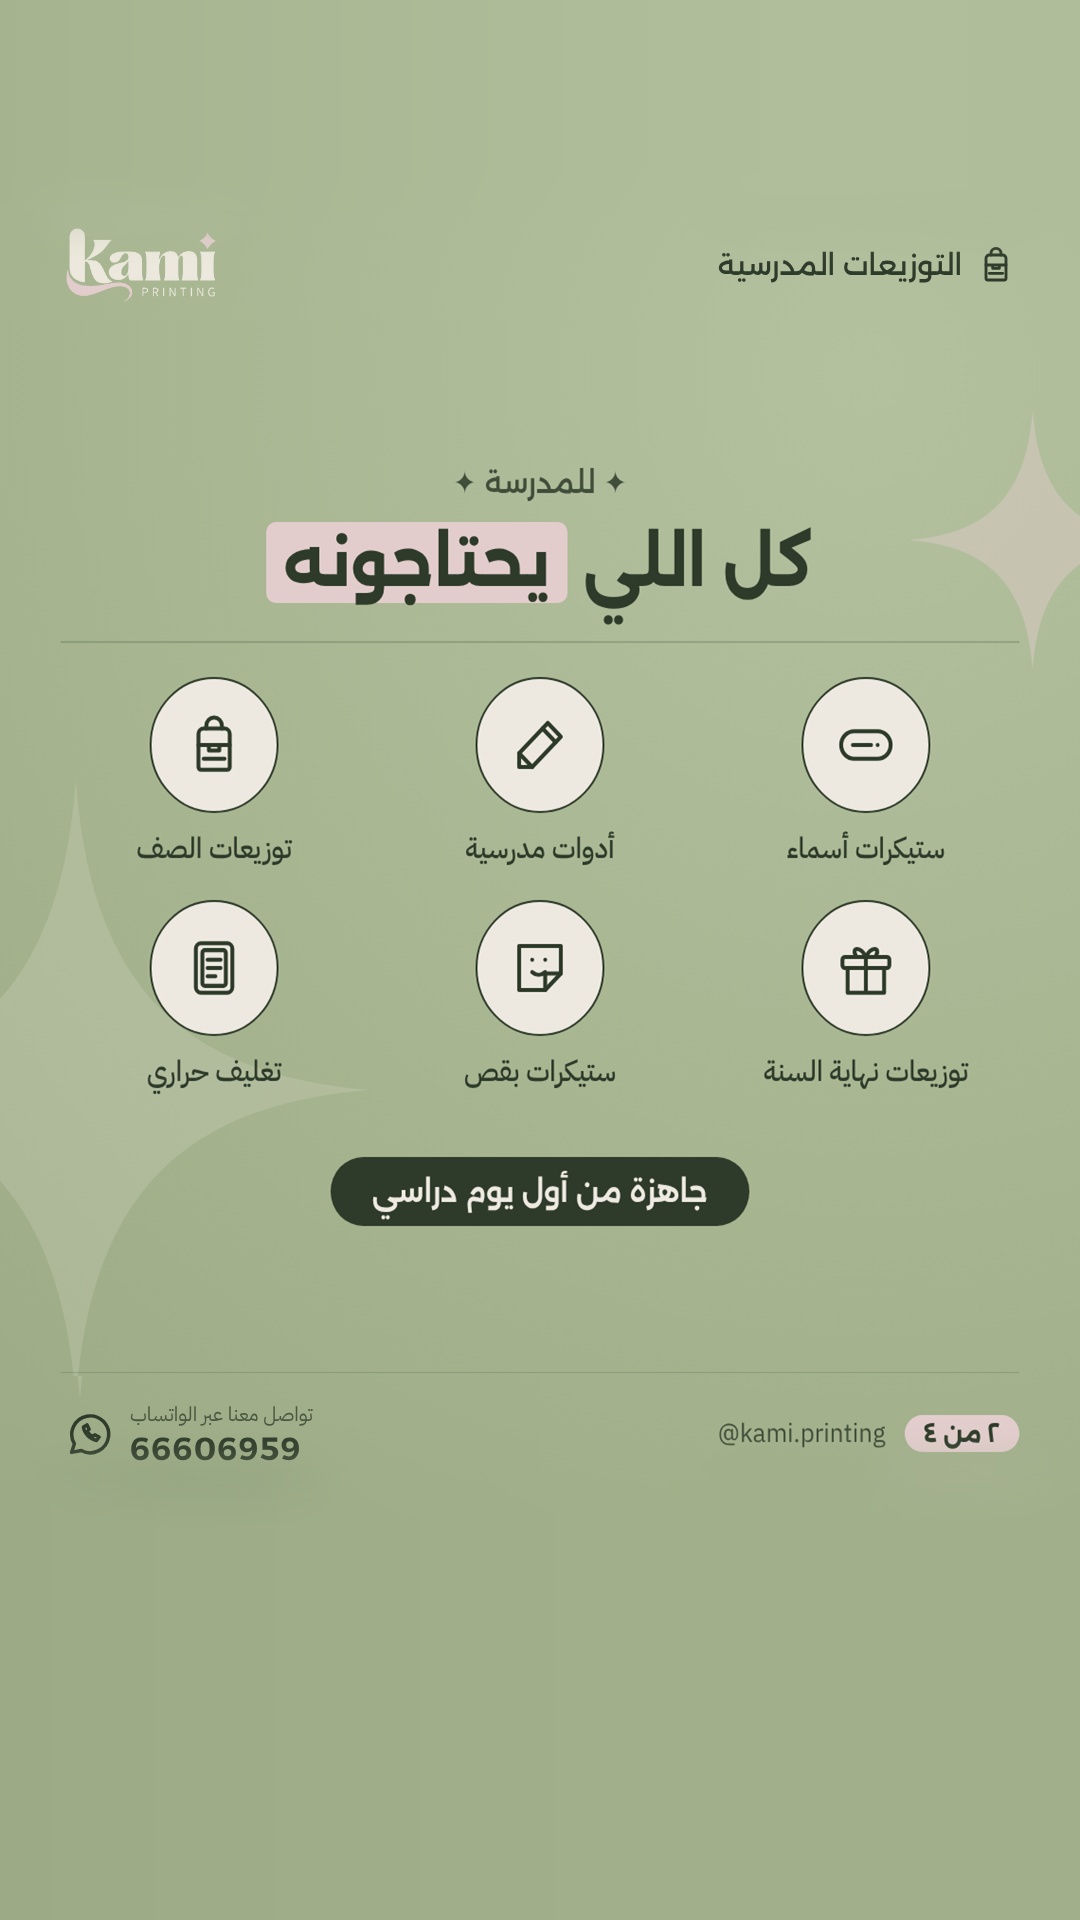 التوزيعات المدرسية
kami
PRINTING
✦ للمدرسة ✦
كل اللي يحتاجونه
ستيكرات أسماء
أدوات مدرسية
توزيعات الصف
توزيعات نهاية السنة
ستيكرات بقص
تغليف حراري
جاهزة من أول يوم دراسي
٢ من ٤
@kami.printing
تواصل معنا عبر الواتساب
66606959